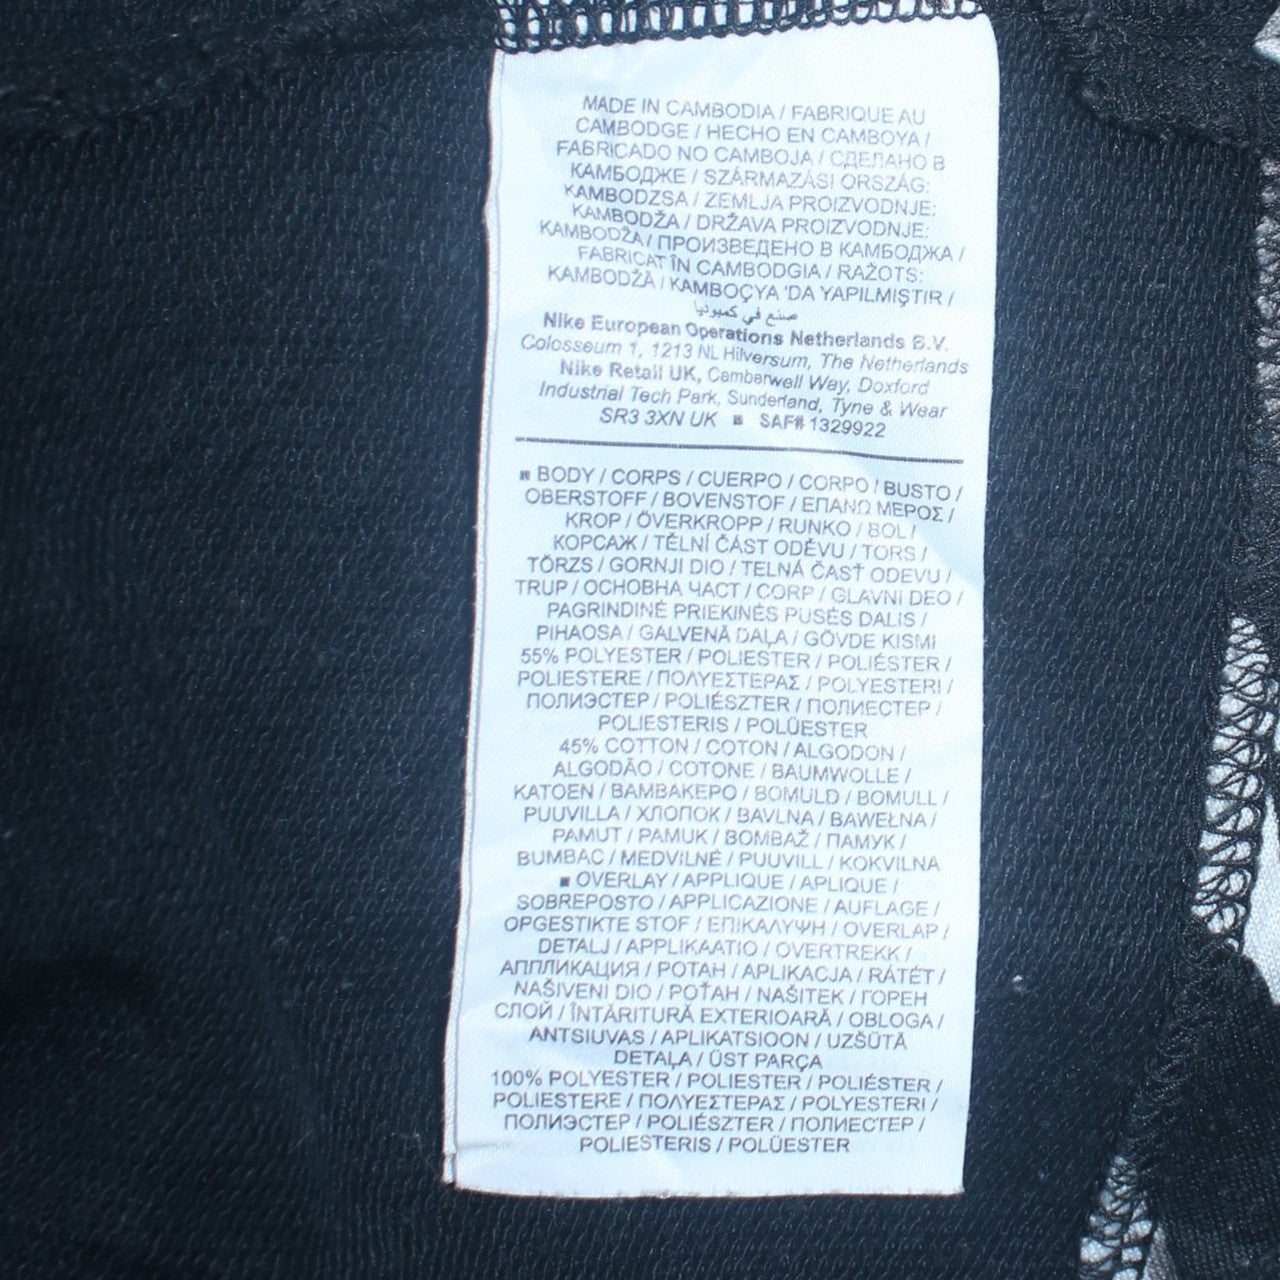 MADE IN CAMBODIA / FABRIQUE AU
CAMBODGE / HECHO EN CAMBOYA /
FABRICADO NO CAMBOJA / СДЕЛАНО В
КАМБОДЖЕ / SZÁRMAZÁSI ORSZÁG:
KAMBODZSA / ZEMLJA PROIZVODNJE:
KAMBODŽA / DRŽAVA PROIZVODNJE:
KAMBODŽA / ПРОИЗВЕДЕНО В КАМБОДЖА /
FABRICAT ÎN CAMBODGIA / RAŽOTS:
KAMBODŽĀ / KAMBOÇYA 'DA YAPILMIŞTIR /
صنع في كمبوديا
Nike European Operations Netherlands B.V.
Colosseum 1, 1213 NL Hilversum, The Netherlands
Nike Retail UK, Camberwell Way, Doxford
Industrial Tech Park, Sunderland, Tyne & Wear
SR3 3XN UK ■ SAF# 1329922
■ BODY / CORPS / CUERPO / CORPO / BUSTO /
OBERSTOFF / BOVENSTOF / ΕΠΑΝΩ ΜΕΡΟΣ /
KROP / ÖVERKROPP / RUNKO / BOL /
КОРСАЖ / TĚLNÍ ČÁST ODĚVU / TORS /
TÖRZS / GORNJI DIO / TELNÁ ČASŤ ODEVU /
TRUP / ОСНОВНА ЧАСТ / CORP / GLAVNI DEO /
PAGRINDINĖ PRIEKINĖS PUSĖS DALIS /
PIHAOSA / GALVENĀ DAĻA / GÖVDE KISMI
55% POLYESTER / POLIESTER / POLIÉSTER /
POLIESTERE / ΠΟΛΥΕΣΤΕΡΑΣ / POLYESTERI /
ПОЛИЭСТЕР / POLIÉSZTER / ПОЛИЕСТЕР /
POLIESTERIS / POLÜESTER
45% COTTON / COTON / ALGODON /
ALGODÃO / COTONE / BAUMWOLLE /
KATOEN / ΒΑΜΒΑΚΕΡΟ / BOMULD / BOMULL /
PUUVILLA / ХЛОПОК / BAVLNA / BAWEŁNA /
PAMUT / PAMUK / BOMBAŽ / ПАМУК /
BUMBAC / MEDVILNĖ / PUUVILL / KOKVILNA
■ OVERLAY / APPLIQUE / APLIQUE /
SOBREPOSTO / APPLICAZIONE / AUFLAGE /
OPGESTIKTE STOF / ΕΠΙΚΑΛΥΨΗ / OVERLAP /
DETALJ / APPLIKAATIO / OVERTREKK /
АППЛИКАЦИЯ / POTAH / APLIKACJA / RÁTÉT /
NAŠIVENI DIO / POŤAH / NAŠITEK / ГОРЕН
СЛОЙ / ÎNTĂRITURĂ EXTERIOARĂ / OBLOGA /
ANTSIUVAS / APLIKATSIOON / UZŠŪTĀ
DETAĻA / ÜST PARÇA
100% POLYESTER / POLIESTER / POLIÉSTER /
POLIESTERE / ΠΟΛΥΕΣΤΕΡΑΣ / POLYESTERI /
ПОЛИЭСТЕР / POLIÉSZTER / ПОЛИЕСТЕР /
POLIESTERIS / POLÜESTER